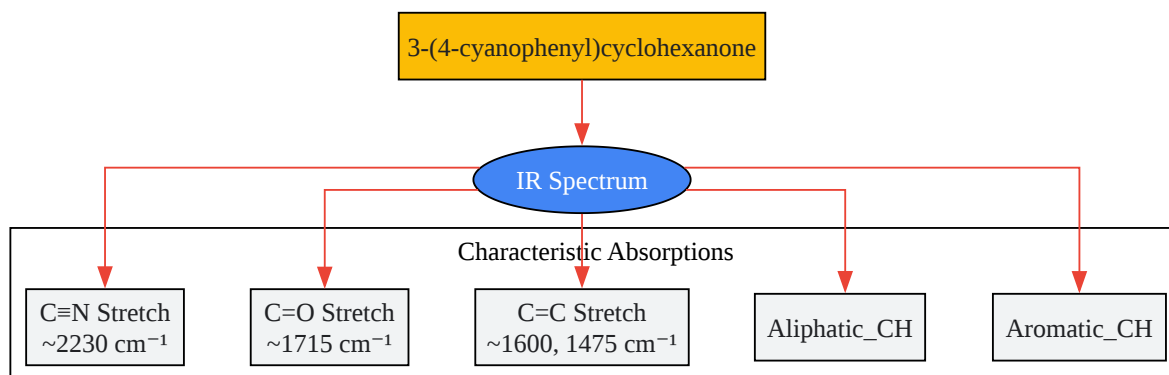 3-(4-cyanophenyl)cyclohexanone
IR Spectrum
Characteristic Absorptions
C≡N Stretch
~2230 cm⁻¹
C=O Stretch
~1715 cm⁻¹
C=C Stretch
~1600, 1475 cm⁻¹
Aliphatic_CH
Aromatic_CH